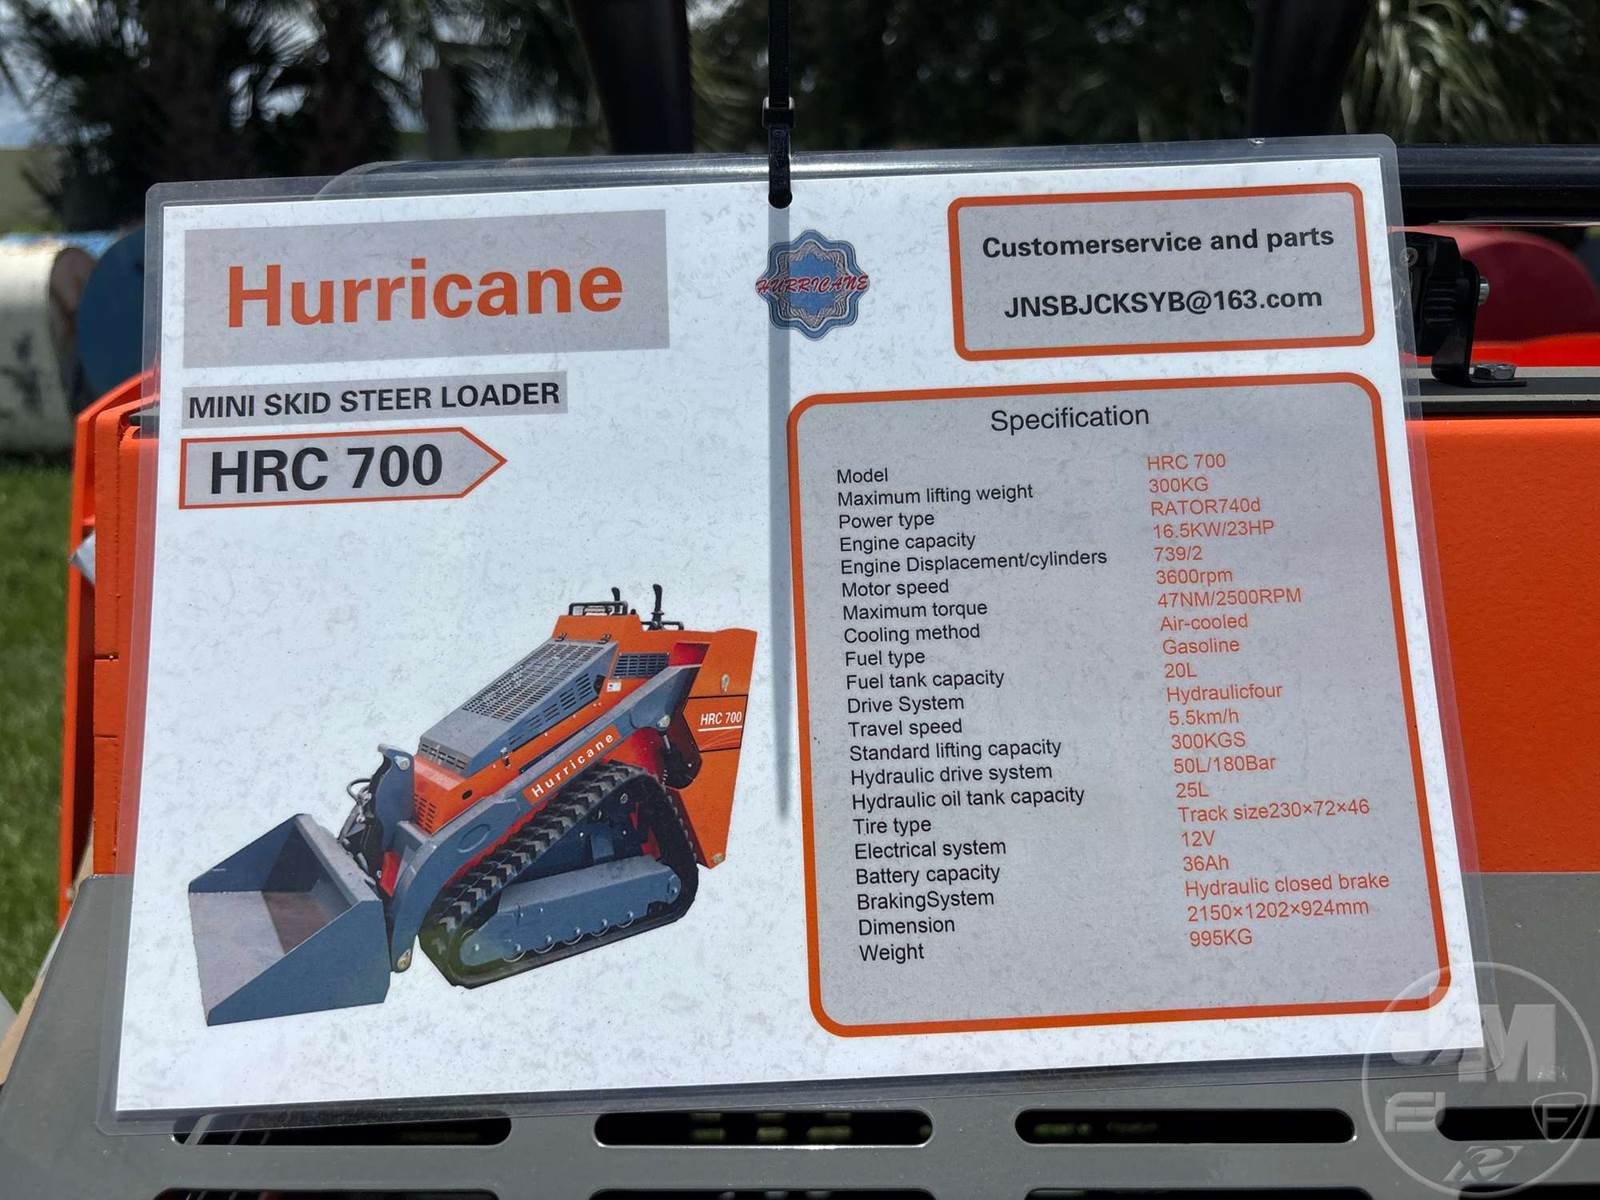 Hurricane
HURRICANE
Customerservice and parts
JNSBJCKSYB@163.com
MINI SKID STEER LOADER
HRC 700
HRC 700
Hurricane
Specification
Model HRC 700
Maximum lifting weight 300KG
Power type RATOR740d
Engine capacity 16.5KW/23HP
Engine Displacement/cylinders 739/2
Motor speed 3600rpm
Maximum torque 47NM/2500RPM
Cooling method Air-cooled
Fuel type Gasoline
Fuel tank capacity 20L
Drive System Hydraulicfour
Travel speed 5.5km/h
Standard lifting capacity 300KGS
Hydraulic drive system 50L/180Bar
Hydraulic oil tank capacity 25L
Tire type Track size230×72×46
Electrical system 12V
Battery capacity 36Ah
BrakingSystem Hydraulic closed brake
Dimension 2150×1202×924mm
Weight 995KG
JM